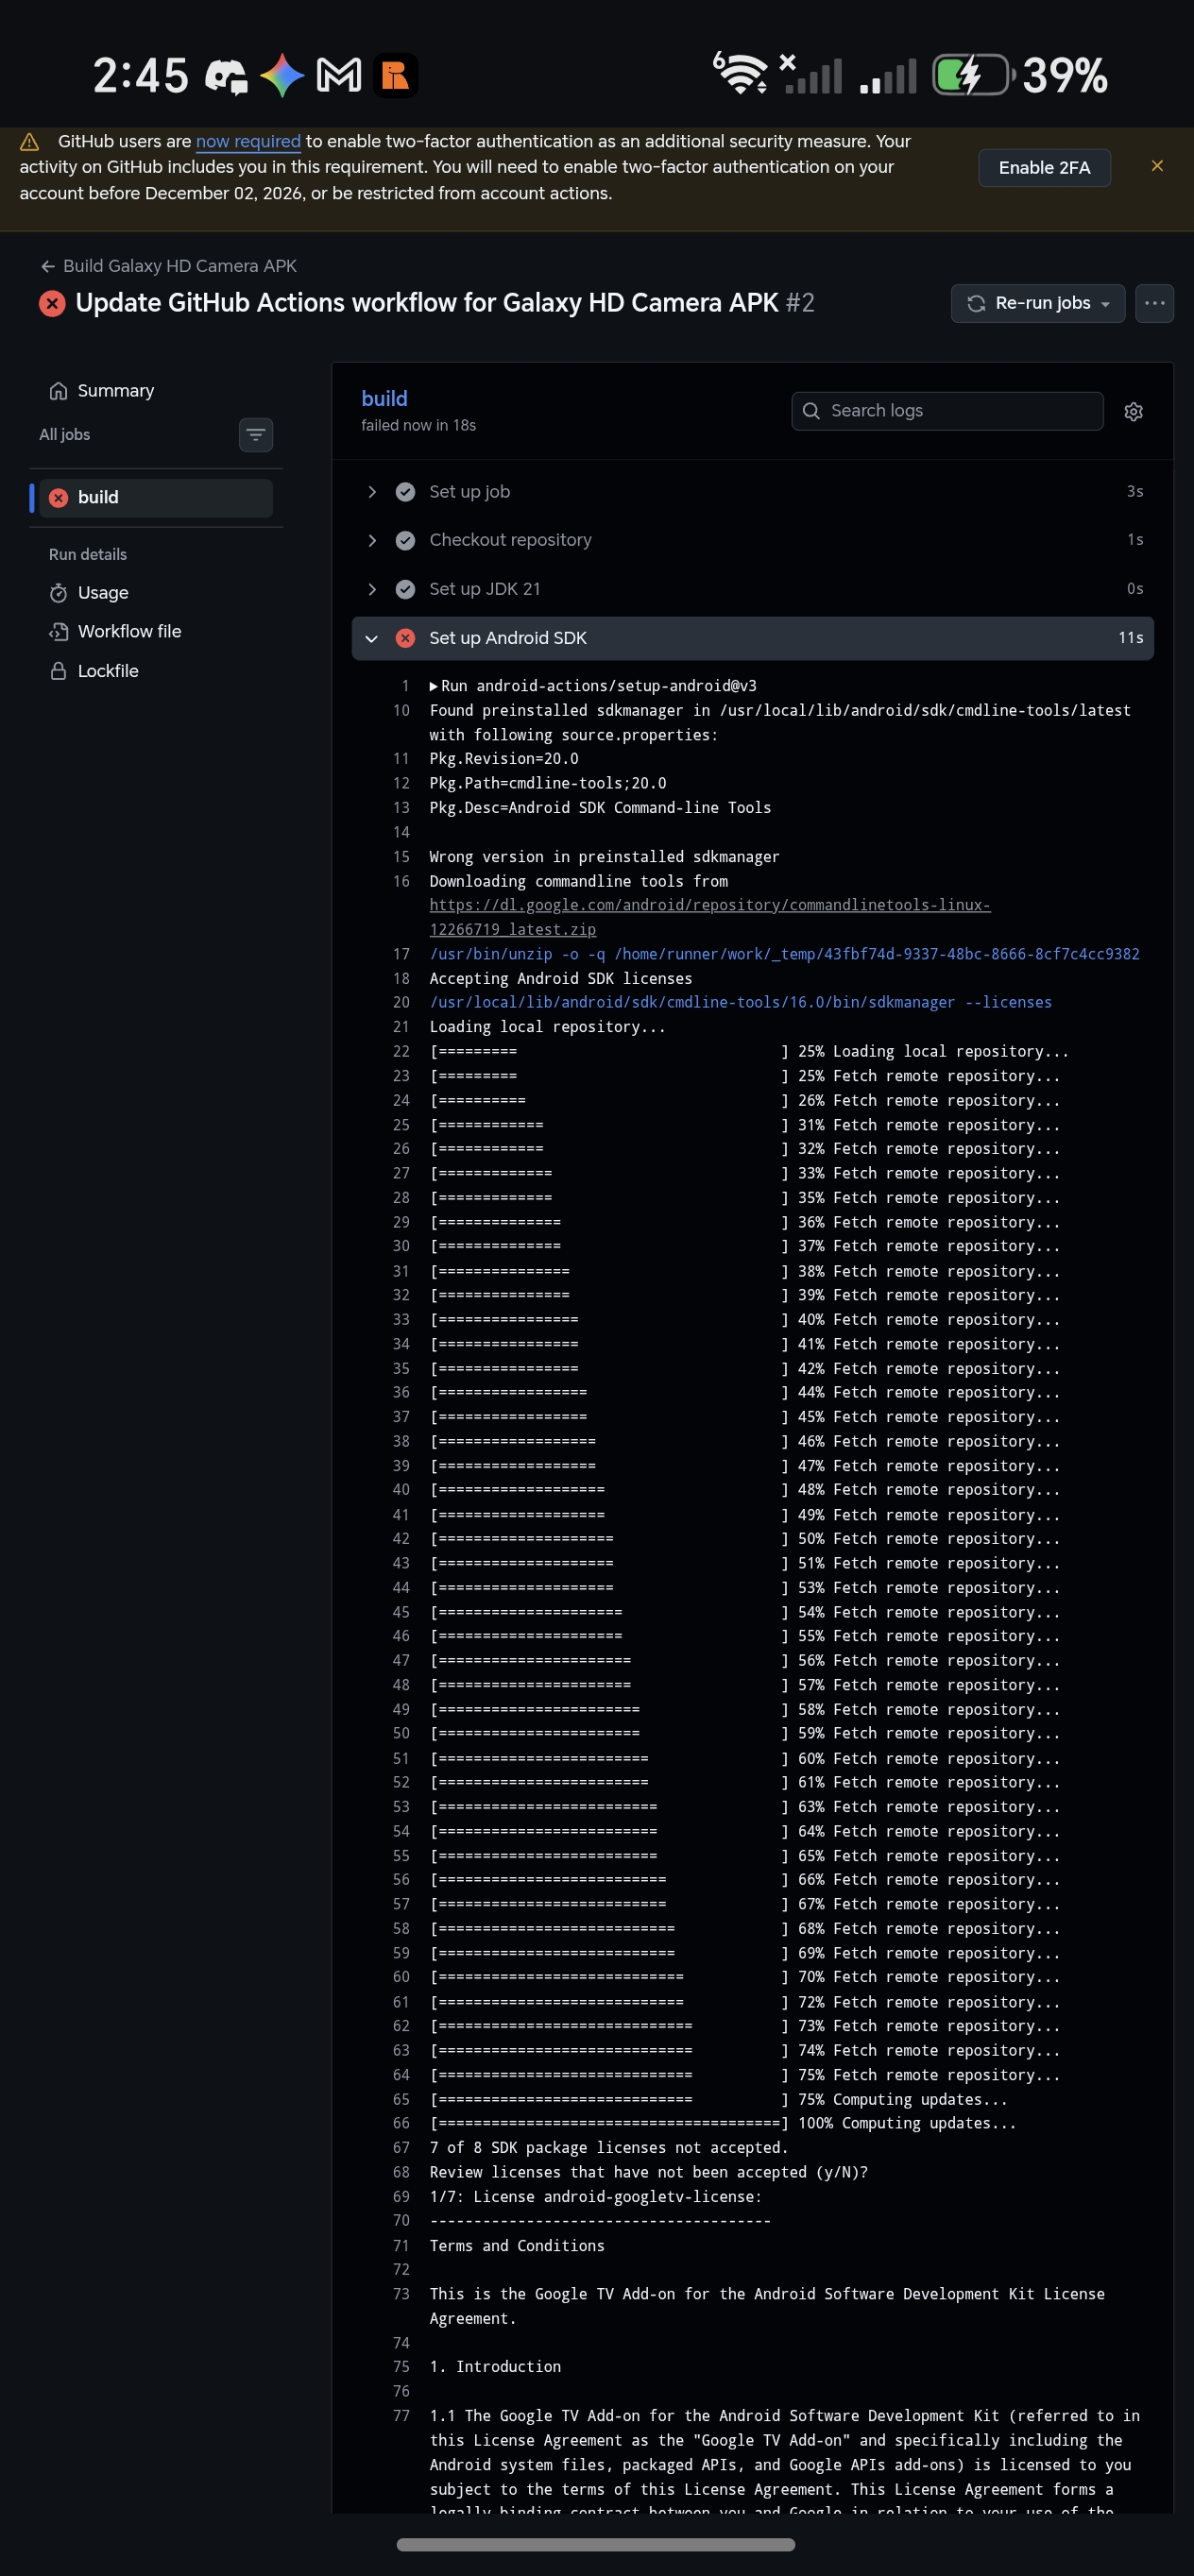 2:45
39%
GitHub users are now required to enable two-factor authentication as an additional security measure. Your
activity on GitHub includes you in this requirement. You will need to enable two-factor authentication on your
account before December 02, 2026, or be restricted from account actions.
Enable 2FA
Build Galaxy HD Camera APK
Update GitHub Actions workflow for Galaxy HD Camera APK #2
Re-run jobs
Summary
All jobs
build
Run details
Usage
Workflow file
Lockfile
build
failed now in 18s
Search logs
Set up job 3s
Checkout repository 1s
Set up JDK 21 0s
Set up Android SDK 11s
1 Run android-actions/setup-android@v3
10 Found preinstalled sdkmanager in /usr/local/lib/android/sdk/cmdline-tools/latest
with following source.properties:
11 Pkg.Revision=20.0
12 Pkg.Path=cmdline-tools;20.0
13 Pkg.Desc=Android SDK Command-line Tools
14
15 Wrong version in preinstalled sdkmanager
16 Downloading commandline tools from
https://dl.google.com/android/repository/commandlinetools-linux-
12266719_latest.zip
17 /usr/bin/unzip -o -q /home/runner/work/_temp/43fbf74d-9337-48bc-8666-8cf7c4cc9382
18 Accepting Android SDK licenses
20 /usr/local/lib/android/sdk/cmdline-tools/16.0/bin/sdkmanager --licenses
21 Loading local repository...
22 [========= ] 25% Loading local repository...
23 [========= ] 25% Fetch remote repository...
24 [========== ] 26% Fetch remote repository...
25 [============ ] 31% Fetch remote repository...
26 [============ ] 32% Fetch remote repository...
27 [============= ] 33% Fetch remote repository...
28 [============= ] 35% Fetch remote repository...
29 [============== ] 36% Fetch remote repository...
30 [============== ] 37% Fetch remote repository...
31 [=============== ] 38% Fetch remote repository...
32 [=============== ] 39% Fetch remote repository...
33 [================ ] 40% Fetch remote repository...
34 [================ ] 41% Fetch remote repository...
35 [================ ] 42% Fetch remote repository...
36 [================= ] 44% Fetch remote repository...
37 [================= ] 45% Fetch remote repository...
38 [================== ] 46% Fetch remote repository...
39 [================== ] 47% Fetch remote repository...
40 [=================== ] 48% Fetch remote repository...
41 [=================== ] 49% Fetch remote repository...
42 [==================== ] 50% Fetch remote repository...
43 [==================== ] 51% Fetch remote repository...
44 [==================== ] 53% Fetch remote repository...
45 [===================== ] 54% Fetch remote repository...
46 [===================== ] 55% Fetch remote repository...
47 [====================== ] 56% Fetch remote repository...
48 [====================== ] 57% Fetch remote repository...
49 [======================= ] 58% Fetch remote repository...
50 [======================= ] 59% Fetch remote repository...
51 [======================== ] 60% Fetch remote repository...
52 [======================== ] 61% Fetch remote repository...
53 [========================= ] 63% Fetch remote repository...
54 [========================= ] 64% Fetch remote repository...
55 [========================= ] 65% Fetch remote repository...
56 [========================== ] 66% Fetch remote repository...
57 [========================== ] 67% Fetch remote repository...
58 [=========================== ] 68% Fetch remote repository...
59 [=========================== ] 69% Fetch remote repository...
60 [============================ ] 70% Fetch remote repository...
61 [============================ ] 72% Fetch remote repository...
62 [============================= ] 73% Fetch remote repository...
63 [============================= ] 74% Fetch remote repository...
64 [============================= ] 75% Fetch remote repository...
65 [============================= ] 75% Computing updates...
66 [=======================================] 100% Computing updates...
67 7 of 8 SDK package licenses not accepted.
68 Review licenses that have not been accepted (y/N)?
69 1/7: License android-googletv-license:
70 ---------------------------------------
71 Terms and Conditions
72
73 This is the Google TV Add-on for the Android Software Development Kit License
Agreement.
74
75 1. Introduction
76
77 1.1 The Google TV Add-on for the Android Software Development Kit (referred to in
this License Agreement as the "Google TV Add-on" and specifically including the
Android system files, packaged APIs, and Google APIs add-ons) is licensed to you
subject to the terms of this License Agreement. This License Agreement forms a
legally binding contract between you and Google in relation to your use of the